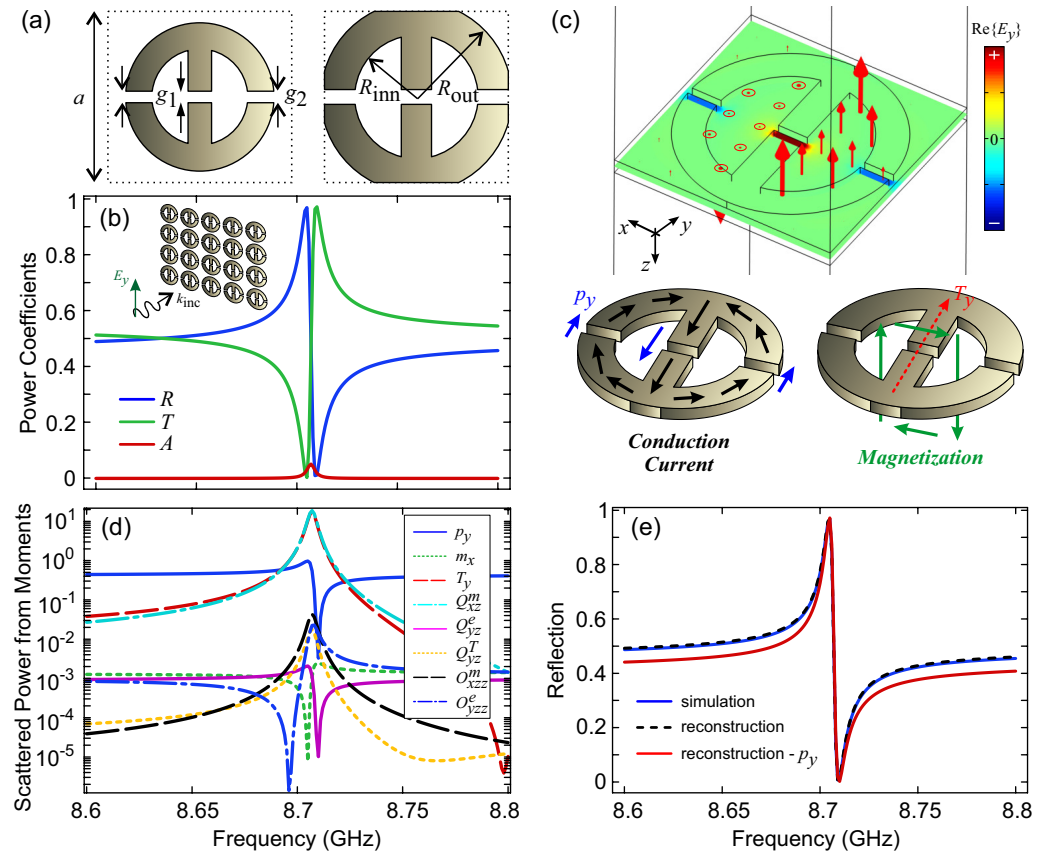 (a)
a
g1
g2
Rinn
Rout
(b)
Power Coefficients
1
0.8
0.6
0.4
0.2
0
Ey
kinc
R
T
A
(c)
Re{Ey}
+
0
−
x
y
z
py
Conduction
Current
Ty
Magnetization
(d)
Scattered Power from Moments
10^1
10^0
10^-1
10^-2
10^-3
10^-4
10^-5
py
mx
Ty
Q^m_xz
Q^e_yz
Q^T_yz
O^m_xzz
O^e_yzz
8.6
8.65
8.7
8.75
8.8
Frequency (GHz)
(e)
Reflection
1
0.8
0.6
0.4
0.2
0
simulation
reconstruction
reconstruction - py
8.6
8.65
8.7
8.75
8.8
Frequency (GHz)